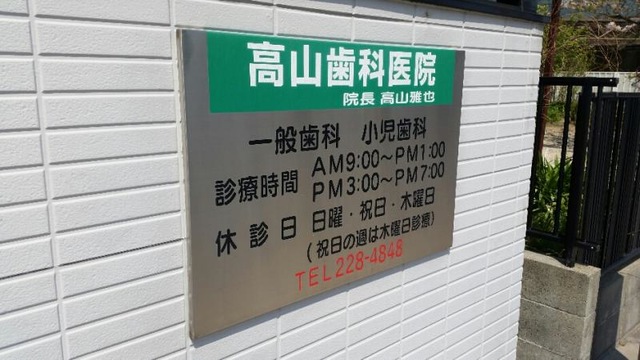 高山歯科医院
院長 高山雅也
一般歯科 小児歯科
診療時間 AM9:00～PM1:00
PM3:00～PM7:00
休診日 日曜・祝日・木曜日
(祝日の週は木曜日診療)
TEL228-4848